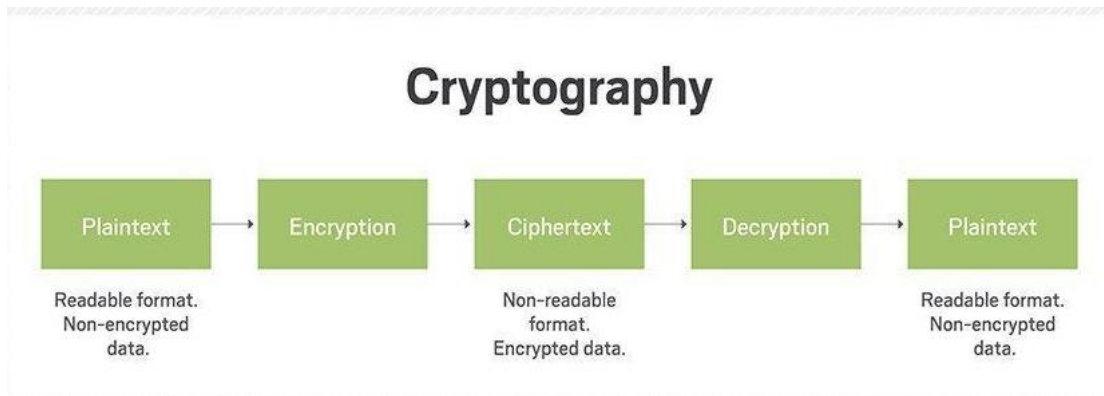 Cryptography
Plaintext
Encryption
Ciphertext
Decryption
Plaintext
Readable format.
Non-encrypted
data.
Non-readable
format.
Encrypted data.
Readable format.
Non-encrypted
data.